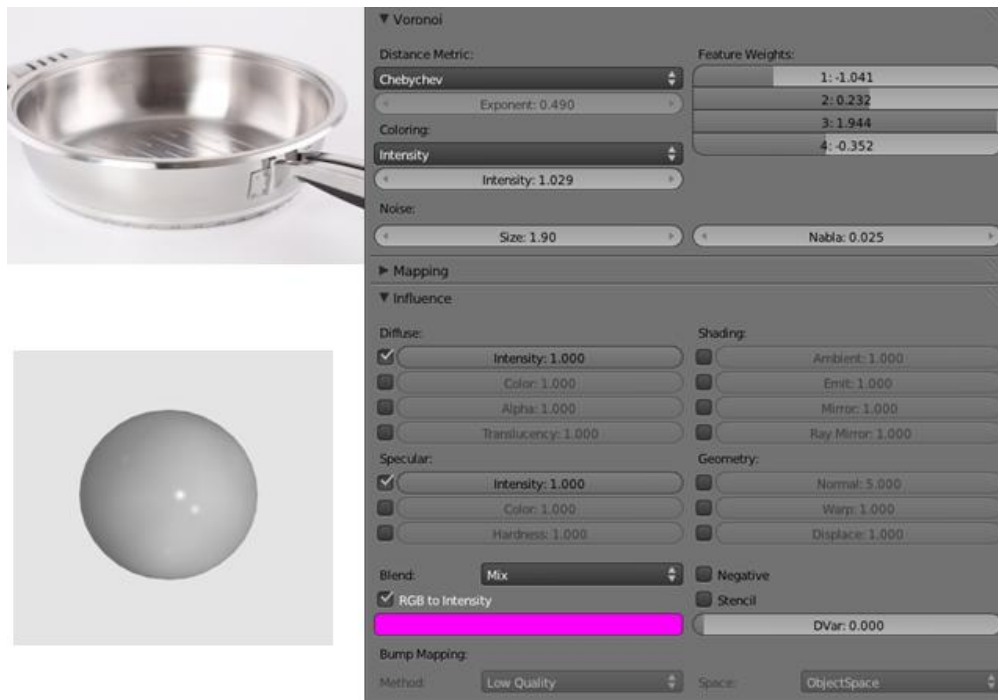 Voronoi
Distance Metric:
Feature Weights:
Chebychev
1: -1.041
Exponent: 0.490
2: 0.232
Coloring:
3: 1.944
Intensity
4: -0.352
Intensity: 1.029
Noise:
Size: 1.90
Nabla: 0.025
Mapping
Influence
Diffuse:
Shading:
Intensity: 1.000
Ambient: 1.000
Color: 1.000
Emit: 1.000
Alpha: 1.000
Mirror: 1.000
Translucency: 1.000
Ray Mirror: 1.000
Specular:
Geometry:
Intensity: 1.000
Normal: 5.000
Color: 1.000
Warp: 1.000
Hardness: 1.000
Displace: 1.000
Blend:
Mix
Negative
RGB to Intensity
Stencil
DVar: 0.000
Bump Mapping:
Method:
Low Quality
Space:
ObjectSpace